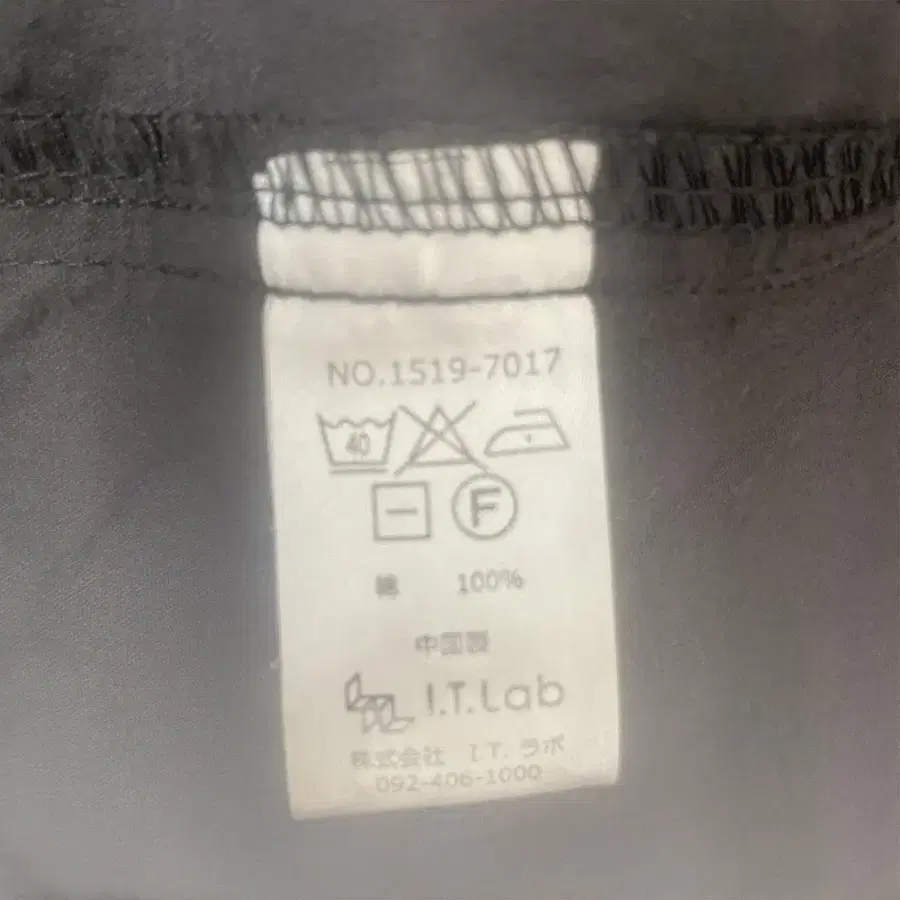 NO.1519-7017
40
F
綿 100%
中国製
I.T.Lab
株式会社 I.T.ラボ
092-406-1000